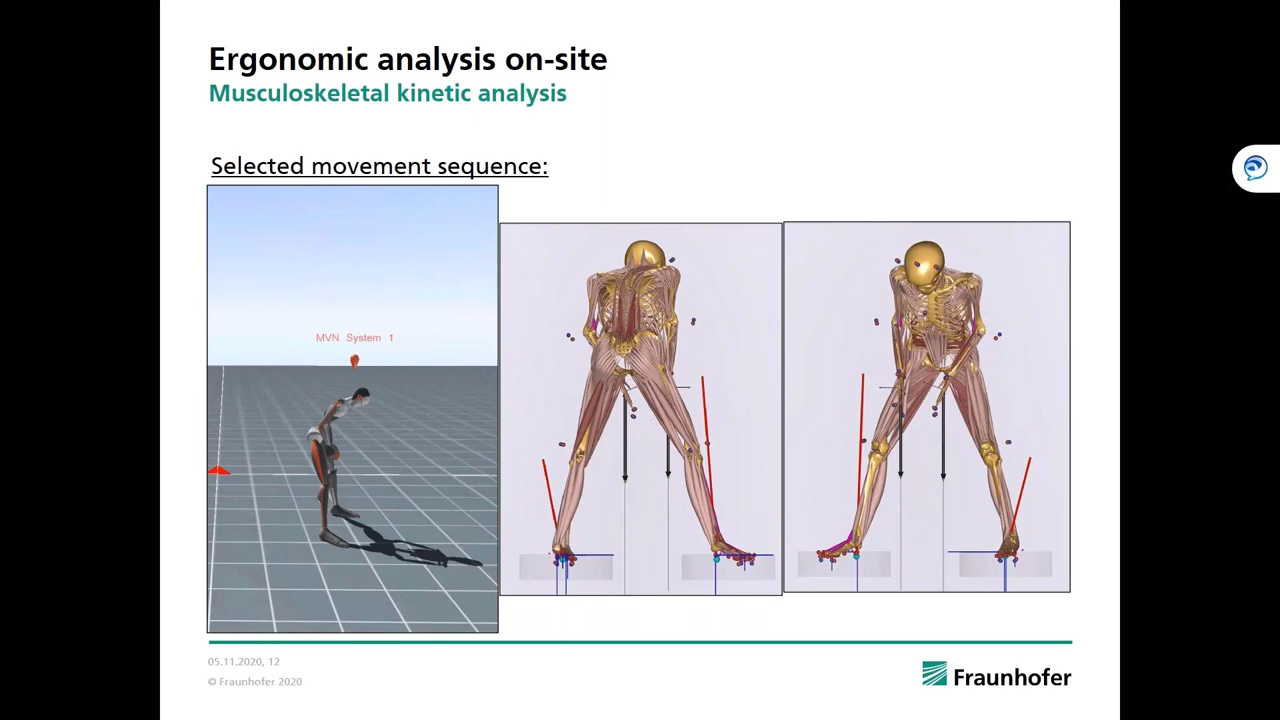 Ergonomic analysis on-site
Musculoskeletal kinetic analysis
Selected movement sequence:
MVN System 1
05.11.2020, 12
© Fraunhofer 2020
Fraunhofer